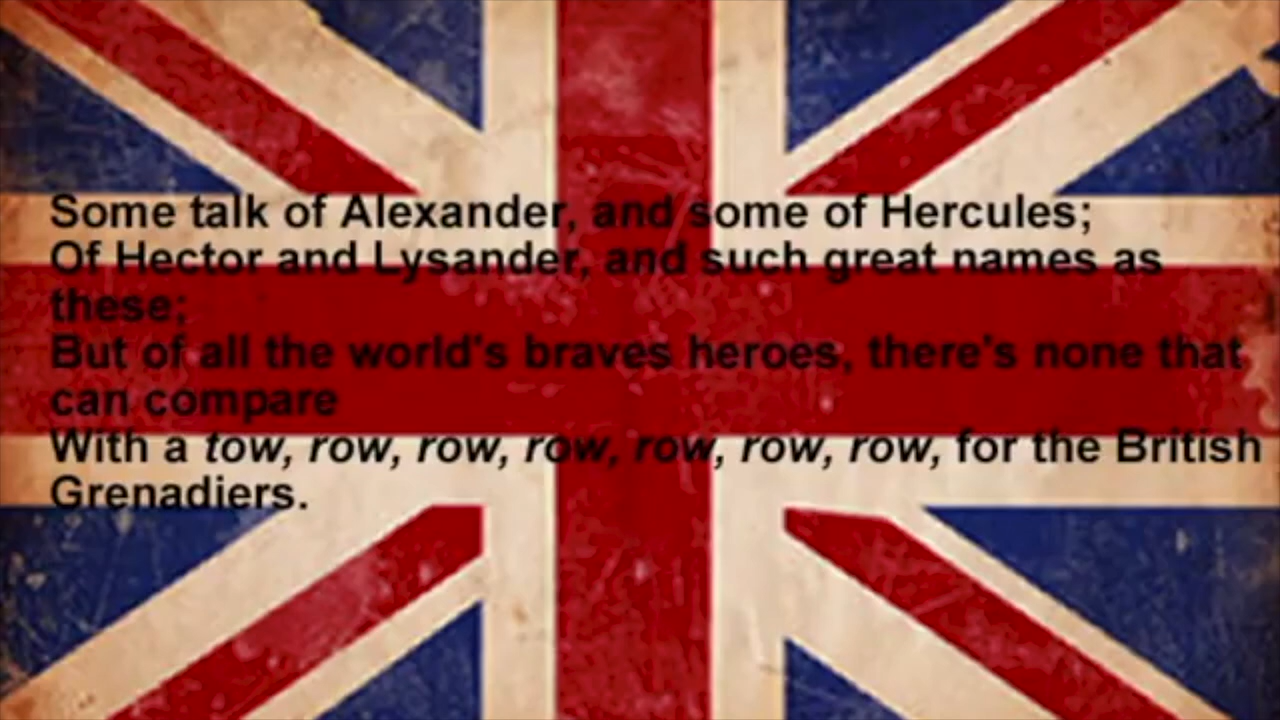 Some talk of Alexander, and some of Hercules;
Of Hector and Lysander, and such great names as
these;
But of all the world's braves heroes, there's none that
can compare
With a tow, row, row, row, row, row, row, for the British
Grenadiers.